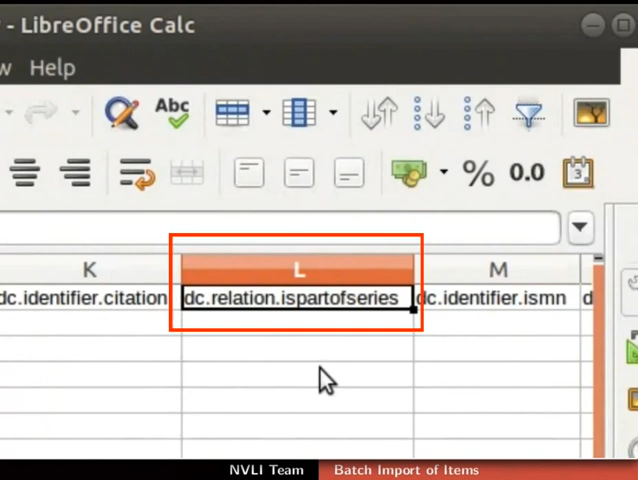 - LibreOffice Calc
w Help
Abc
% 0.0
3
K L M
dc.identifier.citation dc.relation.ispartofseries dc.identifier.ismn d
NVLI Team Batch Import of Items